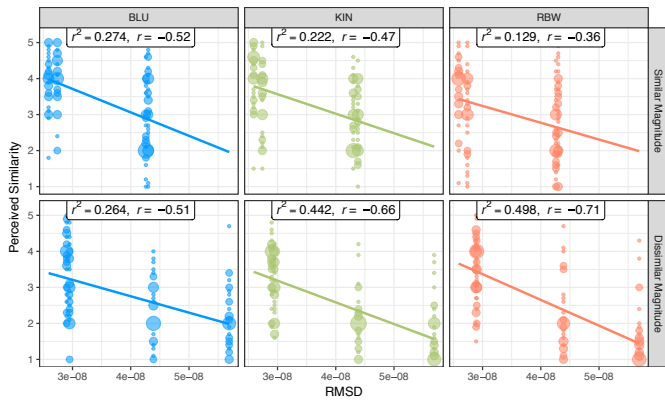 BLU
KIN
RBW
r² = 0.274, r = −0.52
r² = 0.222, r = −0.47
r² = 0.129, r = −0.36
5
4
3
2
1
Similar Magnitude
Perceived Similarity
r² = 0.264, r = −0.51
r² = 0.442, r = −0.66
r² = 0.498, r = −0.71
5
4
3
2
1
Dissimilar Magnitude
3e−08 4e−08 5e−08
3e−08 4e−08 5e−08
3e−08 4e−08 5e−08
RMSD